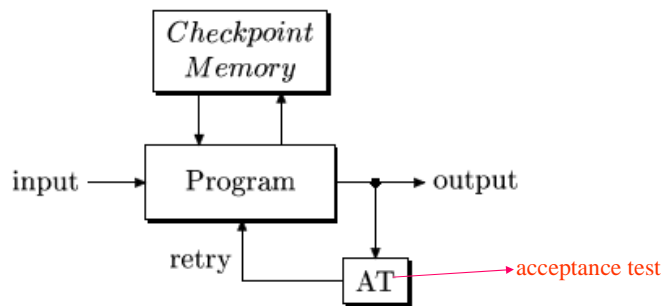 Checkpoint
Memory
input
Program
output
retry
AT
acceptance test